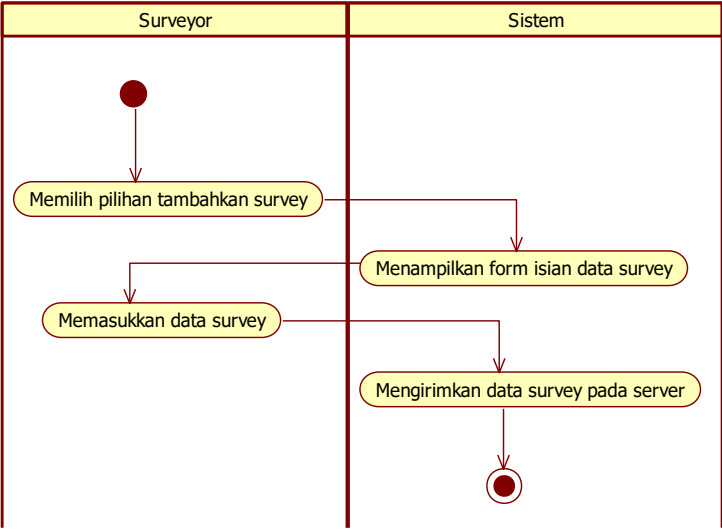 Surveyor
Sistem
Memilih pilihan tambahkan survey
Menampilkan form isian data survey
Memasukkan data survey
Mengirimkan data survey pada server